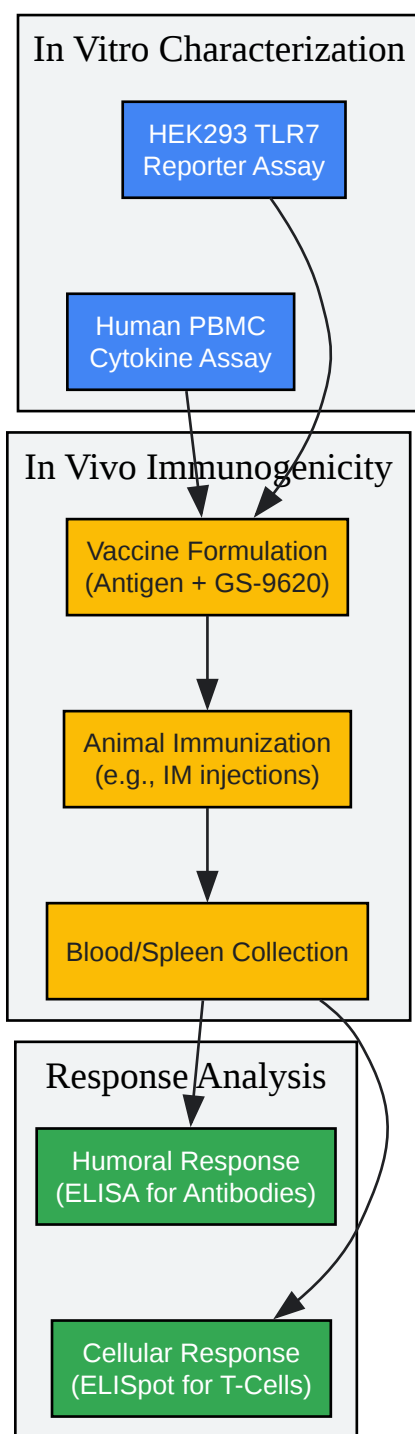 In Vitro Characterization
HEK293 TLR7
Reporter Assay
Human PBMC
Cytokine Assay
In Vivo Immunogenicity
Vaccine Formulation
(Antigen + GS-9620)
Animal Immunization
(e.g., IM injections)
Blood/Spleen Collection
Response Analysis
Humoral Response
(ELISA for Antibodies)
Cellular Response
(ELISpot for T-Cells)